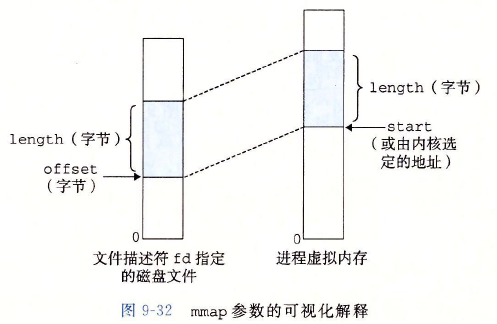 length（字节）
offset
（字节）
0
文件描述符 fd 指定
的磁盘文件
length（字节）
start
（或由内核选
定的地址）
0
进程虚拟内存
图 9-32 mmap 参数的可视化解释